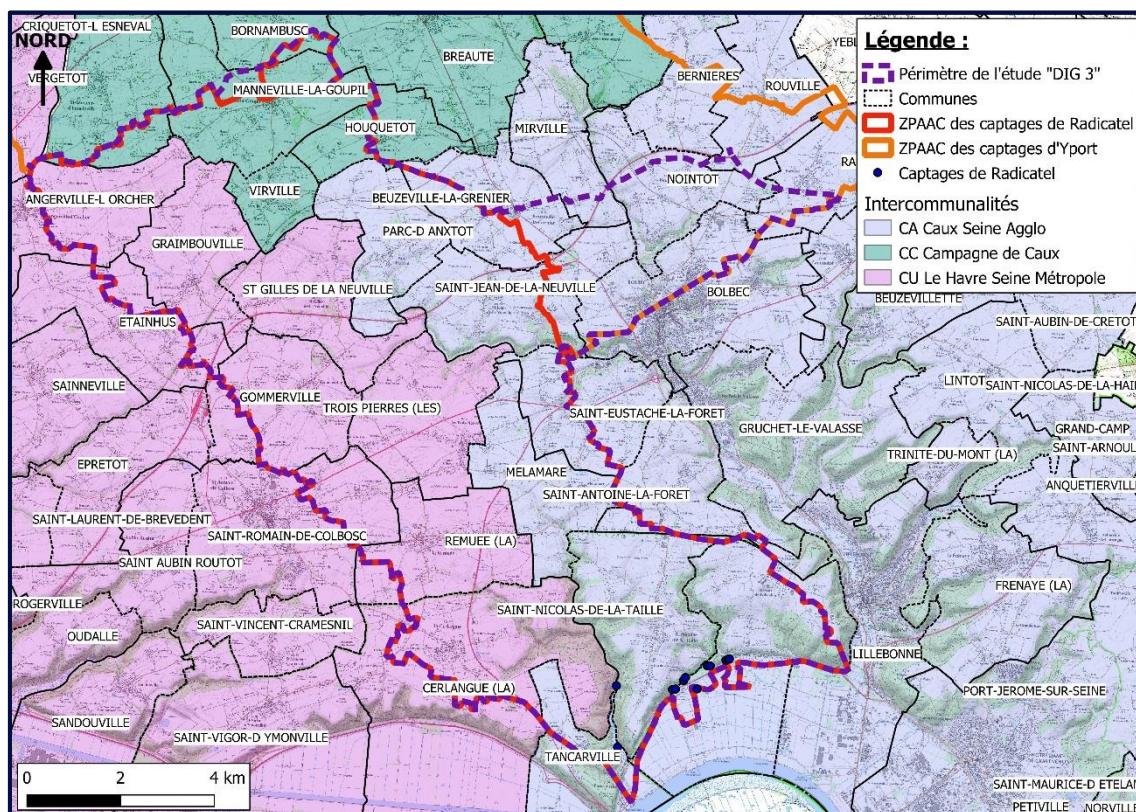 CRIQUETOT-L ESNEVAL
NORD
BORNAMBUSC
VERGETOT
BREAUTE
MANNEVILLE-LA-GOUPIL
BERNIERES
ROUVILLE
HOUQUETOT
MIRVILLE
NOINTOT
VIRVILLE
ANGERVILLE-L ORCHER
BEUZEVILLE-LA-GRENIER
PARC-D ANXTOT
GRAIMBOUVILLE
ST GILLES DE LA NEUVILLE
SAINT-JEAN-DE-LA-NEUVILLE
BOLBEC
ETAINHUS
SAINNEVILLE
GOMMERVILLE
TROIS PIERRES (LES)
SAINT-EUSTACHE-LA-FORET
GRUCHET-LE-VALASSE
EPRETOT
MELAMARE
SAINT-ANTOINE-LA-FORET
SAINT-LAURENT-DE-BREVEDENT
SAINT-ROMAIN-DE-COLBOSC
REMUEE (LA)
SAINT AUBIN ROUTOT
ROGERVILLE
SAINT-VINCENT-CRAMESNIL
SAINT-NICOLAS-DE-LA-TAILLE
OUDALLE
FRENAYE (LA)
LILLEBONNE
CERLANGUE (LA)
PORT-JEROME-SUR-SEINE
SANDOUVILLE
SAINT-VIGOR-D YMONVILLE
TANCARVILLE
SAINT-MAURICE-D ETELAN
PETIVILLE
NORVILLE
BEUZEVILLETTE
SAINT-AUBIN-DE-CRETOT
LINTOT
SAINT-NICOLAS-DE-LA-HAIE
GRAND-CAMP
TRINITE-DU-MONT (LA)
SAINT-ARNOULT
ANQUETIERVILLE
0 2 4 km
Légende :
Périmètre de l'étude "DIG 3"
Communes
ZPAAC des captages de Radicatel
ZPAAC des captages d'Yport
Captages de Radicatel
Intercommunalités
CA Caux Seine Agglo
CC Campagne de Caux
CU Le Havre Seine Métropole